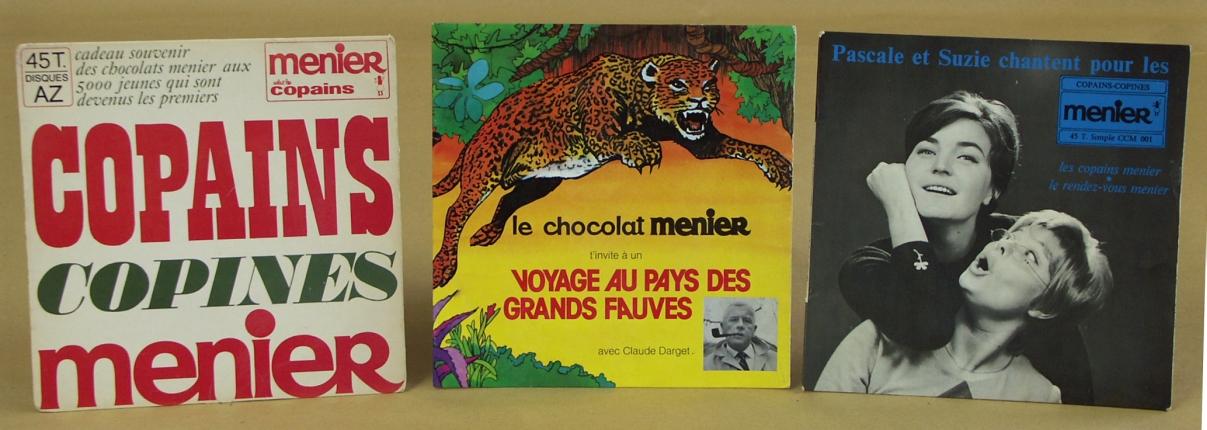 45 T.
DISQUES
AZ
cadeau souvenir
des chocolats menier aux
5000 jeunes qui sont
devenus les premiers
menier
copains
COPAINS
COPINES
menier
le chocolat menier
t'invite à un
VOYAGE AU PAYS DES
GRANDS FAUVES
avec Claude Darget.
Pascale et Suzie chantent pour les
COPAINS-COPINES
menier
45 T. Simple CCM 001
les copains menier
le rendez-vous menier